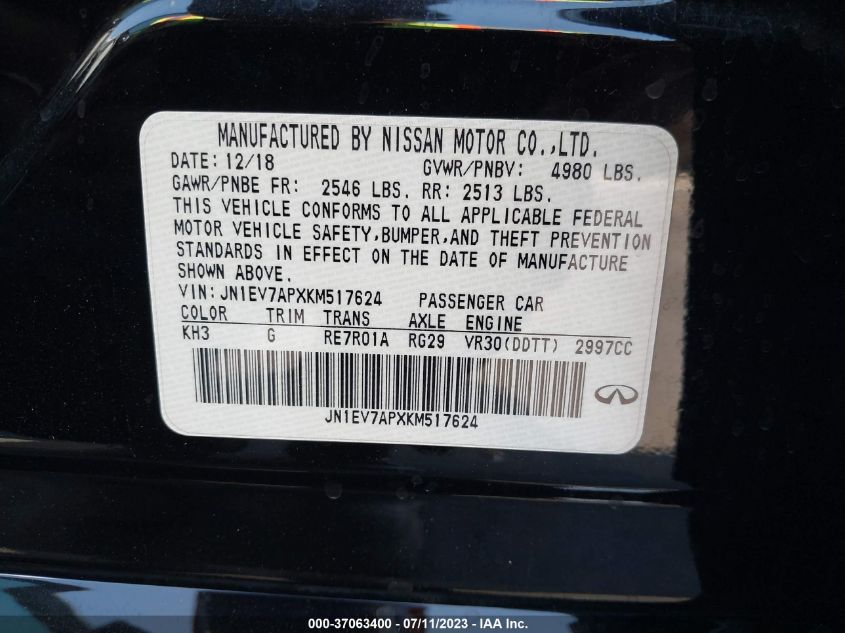 MANUFACTURED BY NISSAN MOTOR CO.,LTD.
DATE: 12/18 GVWR/PNBV: 4980 LBS.
GAWR/PNBE FR: 2546 LBS. RR: 2513 LBS.
THIS VEHICLE CONFORMS TO ALL APPLICABLE FEDERAL
MOTOR VEHICLE SAFETY,BUMPER,AND THEFT PREVENTION
STANDARDS IN EFFECT ON THE DATE OF MANUFACTURE
SHOWN ABOVE.
VIN:JN1EV7APXKM517624 PASSENGER CAR
COLOR TRIM TRANS AXLE ENGINE
KH3 G RE7R01A RG29 VR30(DDTT) 2997CC
JN1EV7APXKM517624
000-37063400 - 07/11/2023 - IAAI Inc.